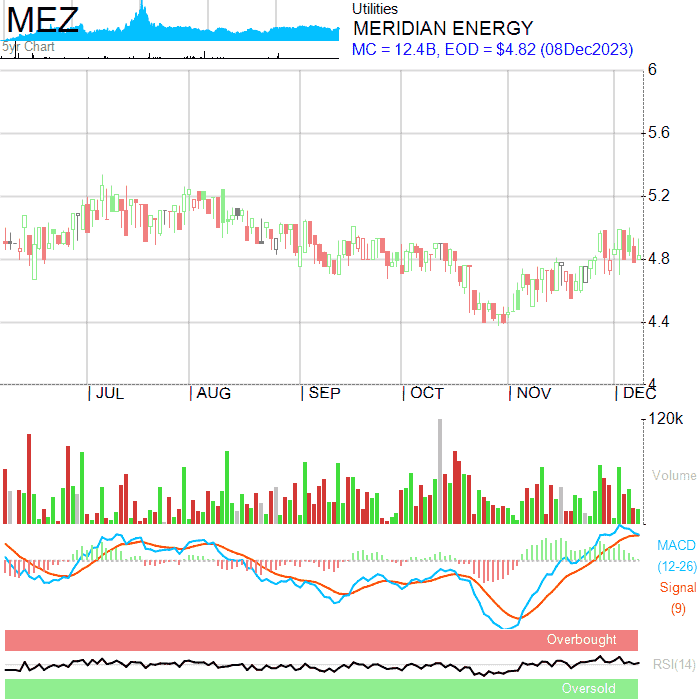 MEZ
5yr Chart
Utilities
MERIDIAN ENERGY
MC = 12.4B, EOD = $4.82 (08Dec2023)
6
5.6
5.2
4.8
4.4
4
JUL AUG SEP OCT NOV DEC
120k
Volume
MACD
(12-26)
Signal
(9)
Overbought
RSI(14)
Oversold